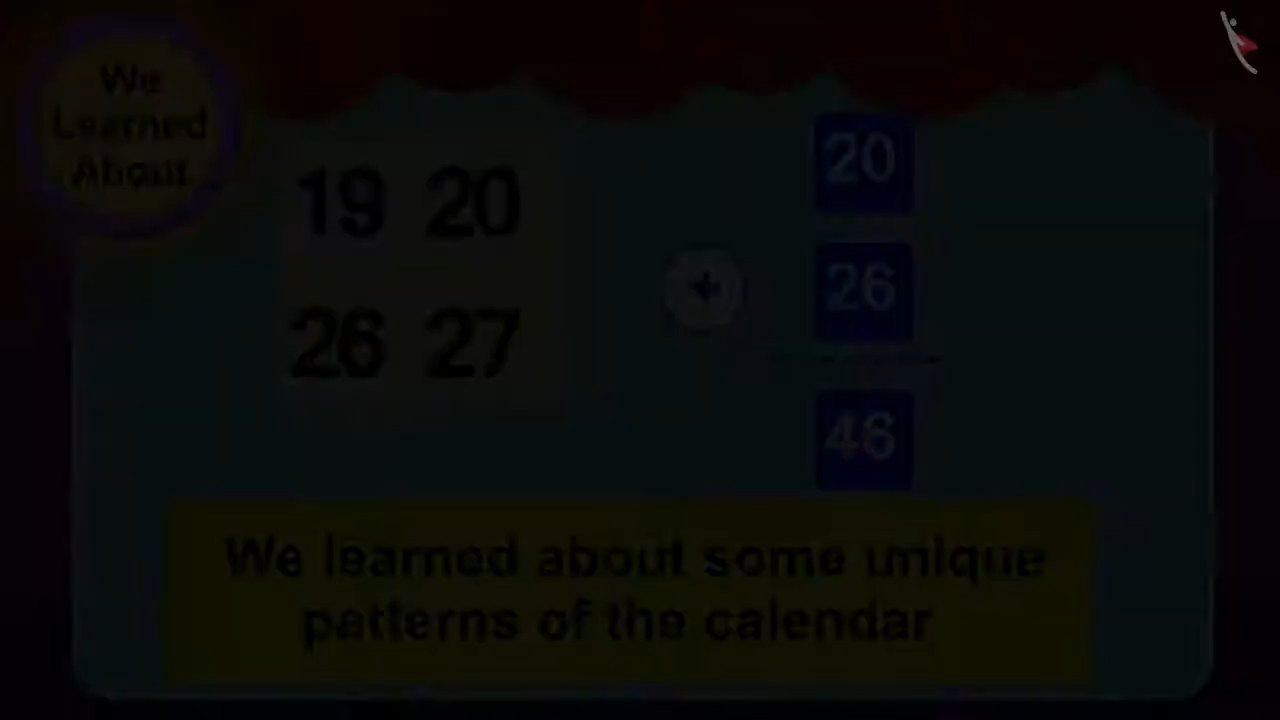 We
Learned
About
19 20
26 27
20
+
26
46
We learned about some unique
patterns of the calendar